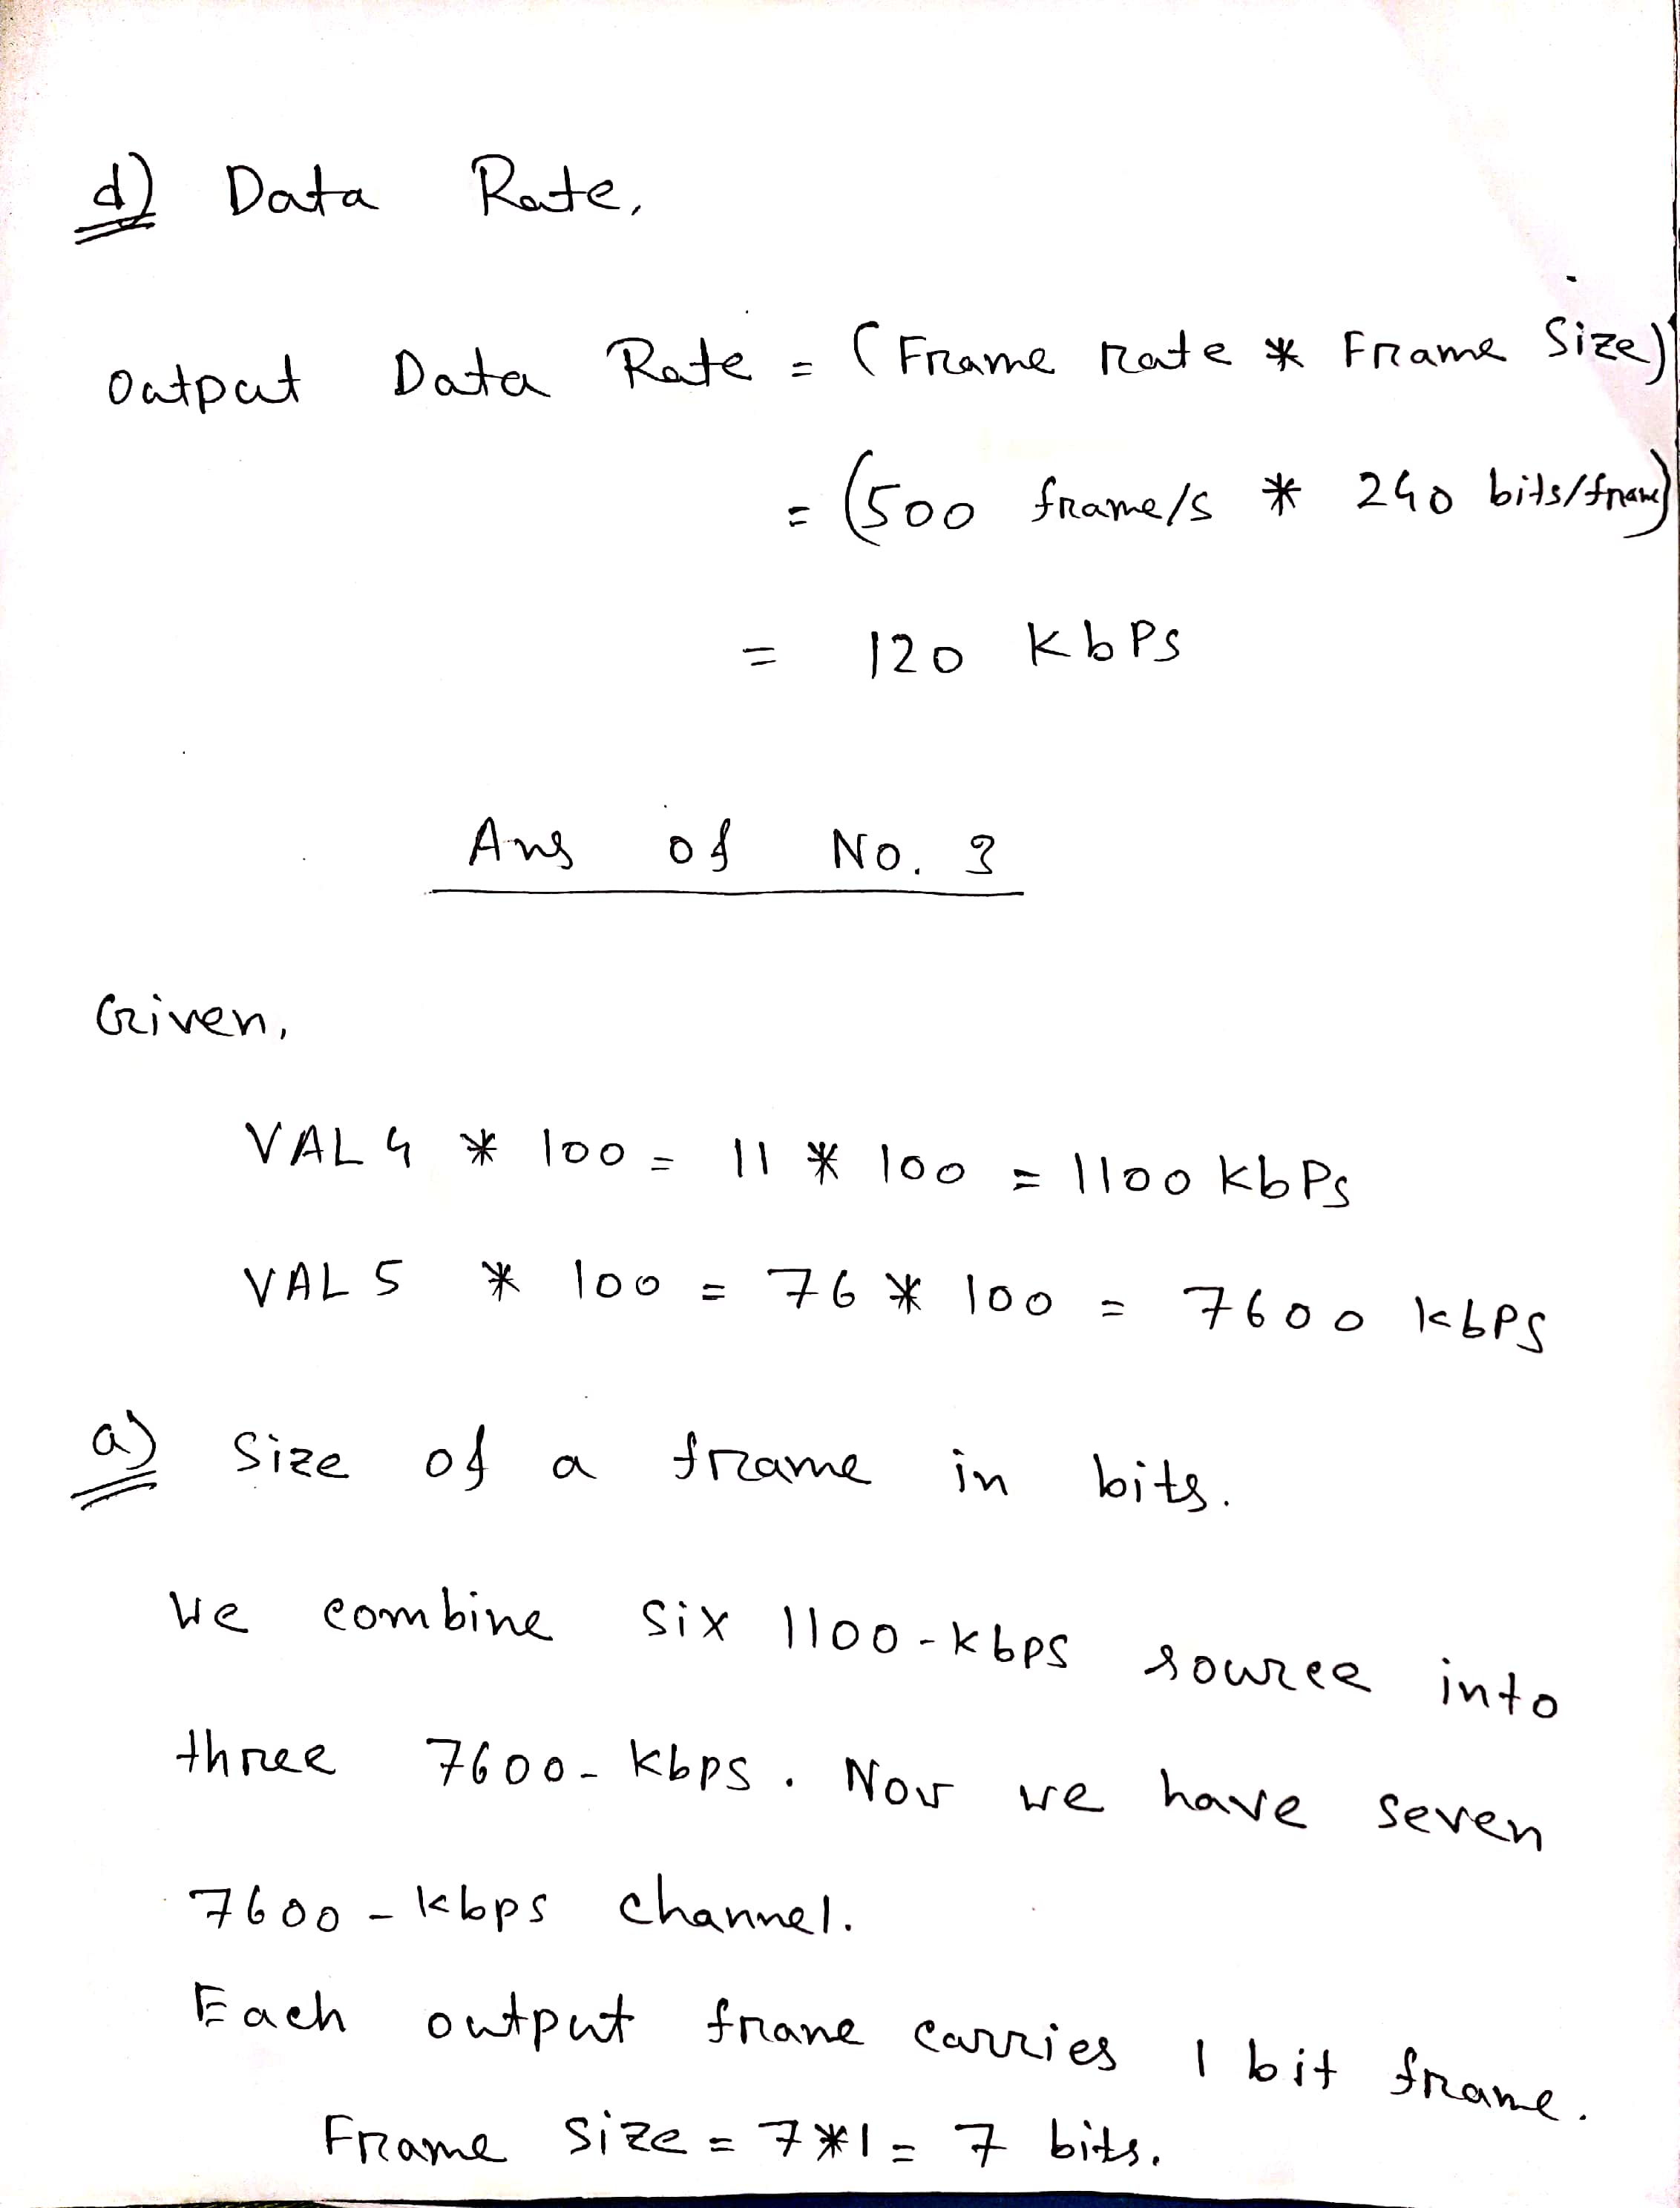 d) Data Rate,
Output Data Rate = (Frame rate * Frame Size)
= (500 frame/s * 240 bits/frame)
= 120 KbPs
Ans of No. 3
Given,
VAL 4 * 100 = 11 * 100 = 1100 KbPs
VAL 5 * 100 = 76 * 100 = 7600 kbPS
a) Size of a frame in bits.
We combine six 1100-Kbps source into
three 7600-Kbps. Now we have seven
7600-kbps channel.
Each output frane carries 1 bit frame.
Frame size = 7*1 = 7 bits.